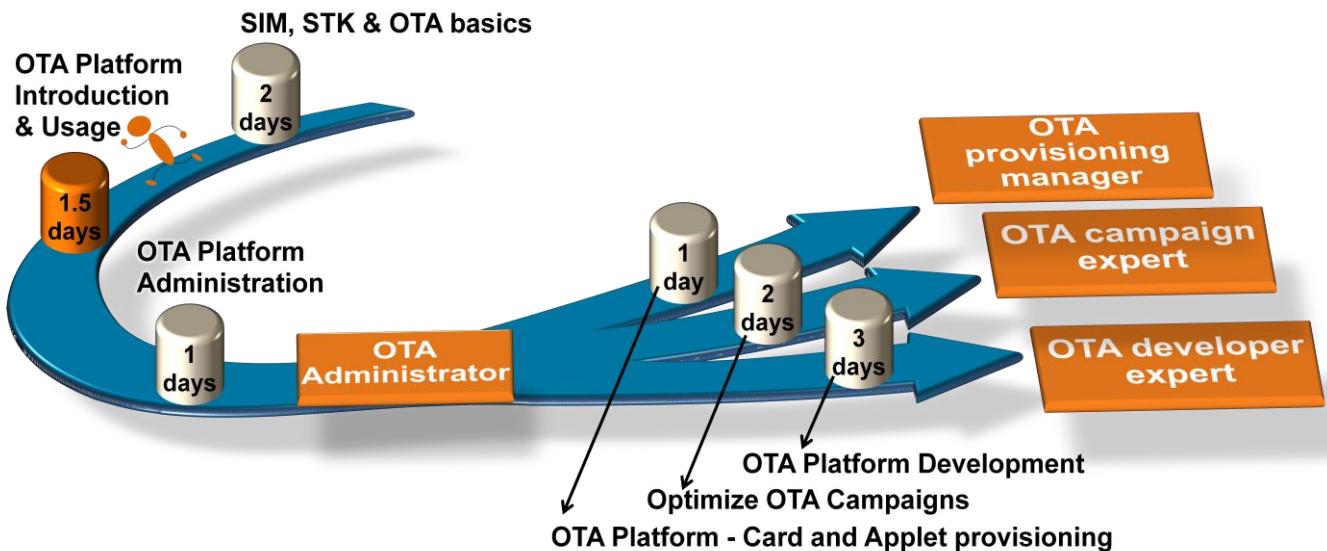 SIM, STK & OTA basics
2
days
OTA Platform
Introduction
& Usage
1.5
days
OTA Platform
Administration
1
days
OTA
Administrator
1
day
2
days
3
days
OTA
provisioning
manager
OTA campaign
expert
OTA developer
expert
OTA Platform Development
Optimize OTA Campaigns
OTA Platform - Card and Applet provisioning